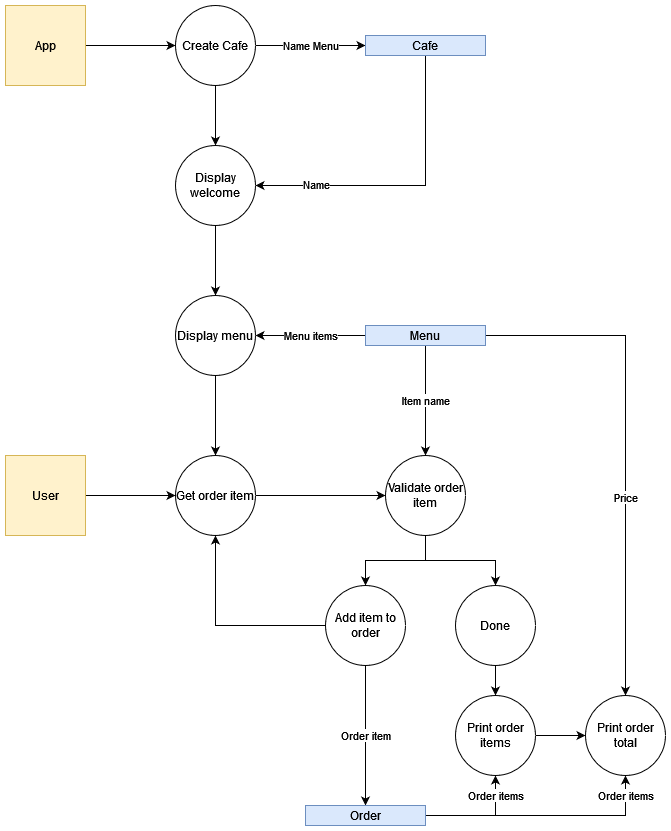 App
Create Cafe
Name Menu
Cafe
Display
welcome
Name
Display menu
Menu items
Menu
Item name
User
Get order item
Validate order
item
Price
Add item to
order
Done
Order item
Print order
items
Print order
total
Order items
Order items
Order